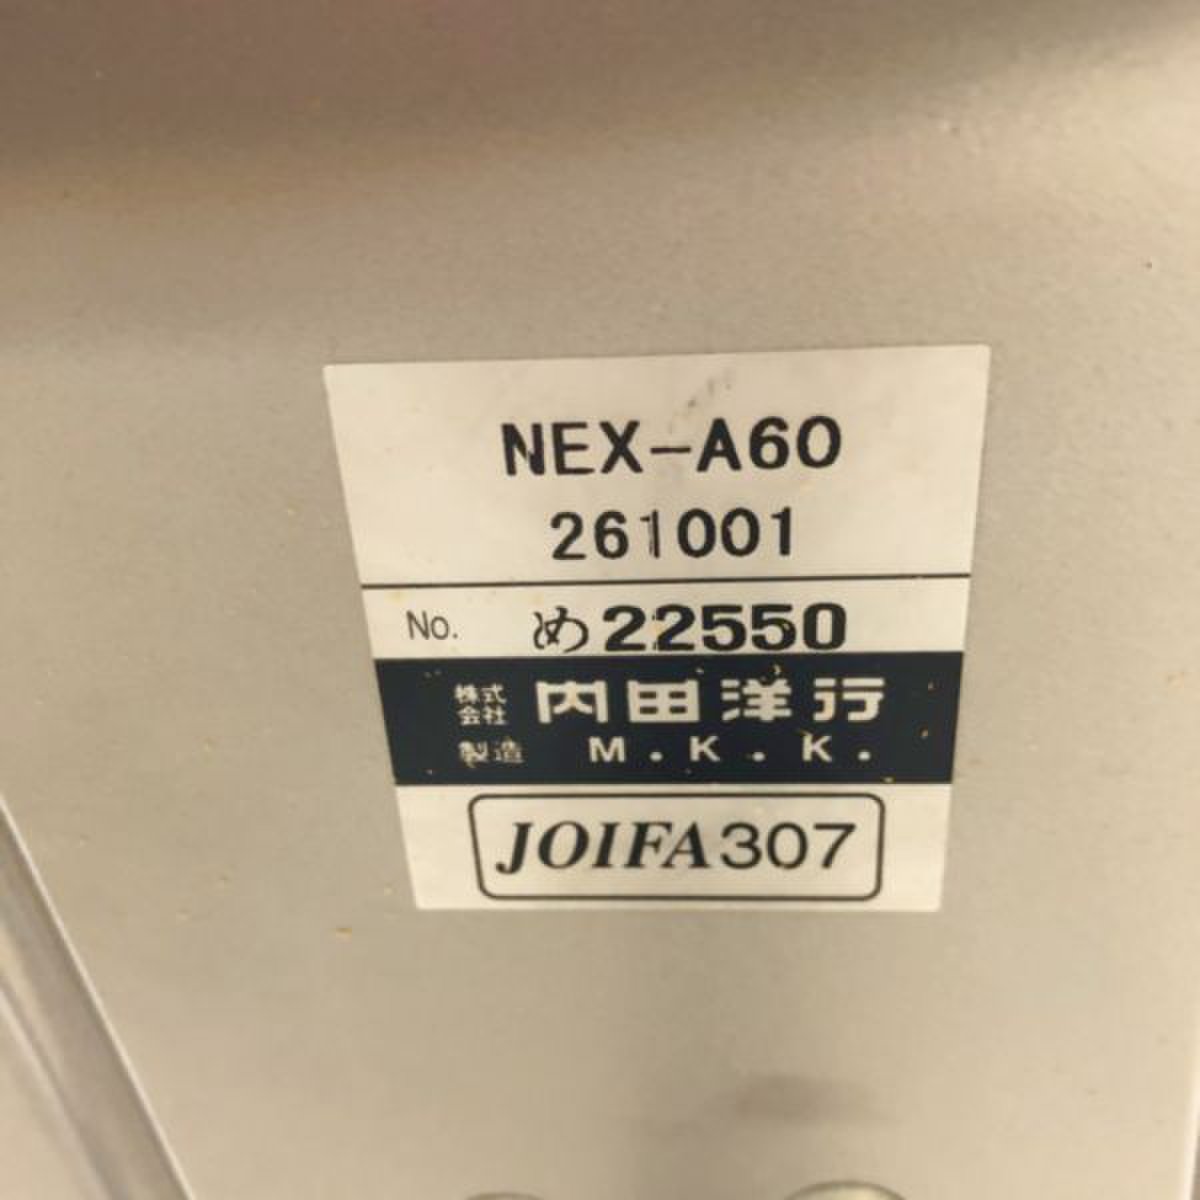 NEX-A60
261001
No. め22550
株式会社 内田洋行
製造 M.K.K.
JOIFA307